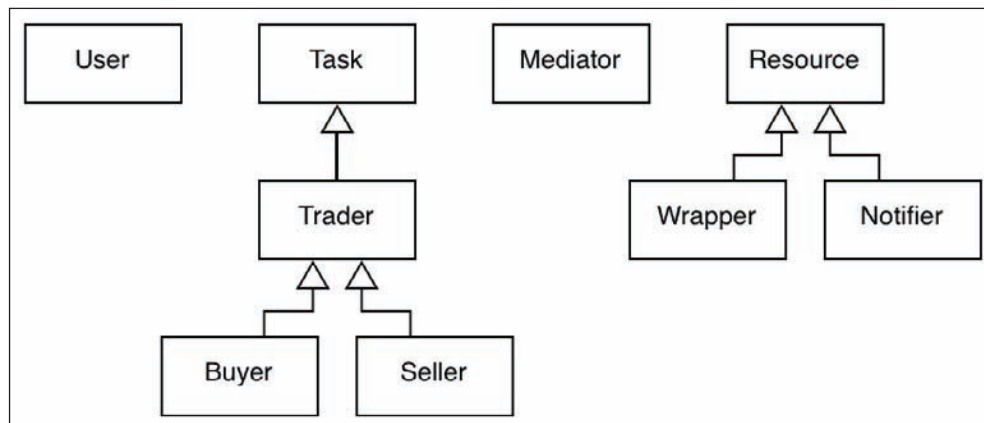 User
Task
Mediator
Resource
Trader
Wrapper
Notifier
Buyer
Seller